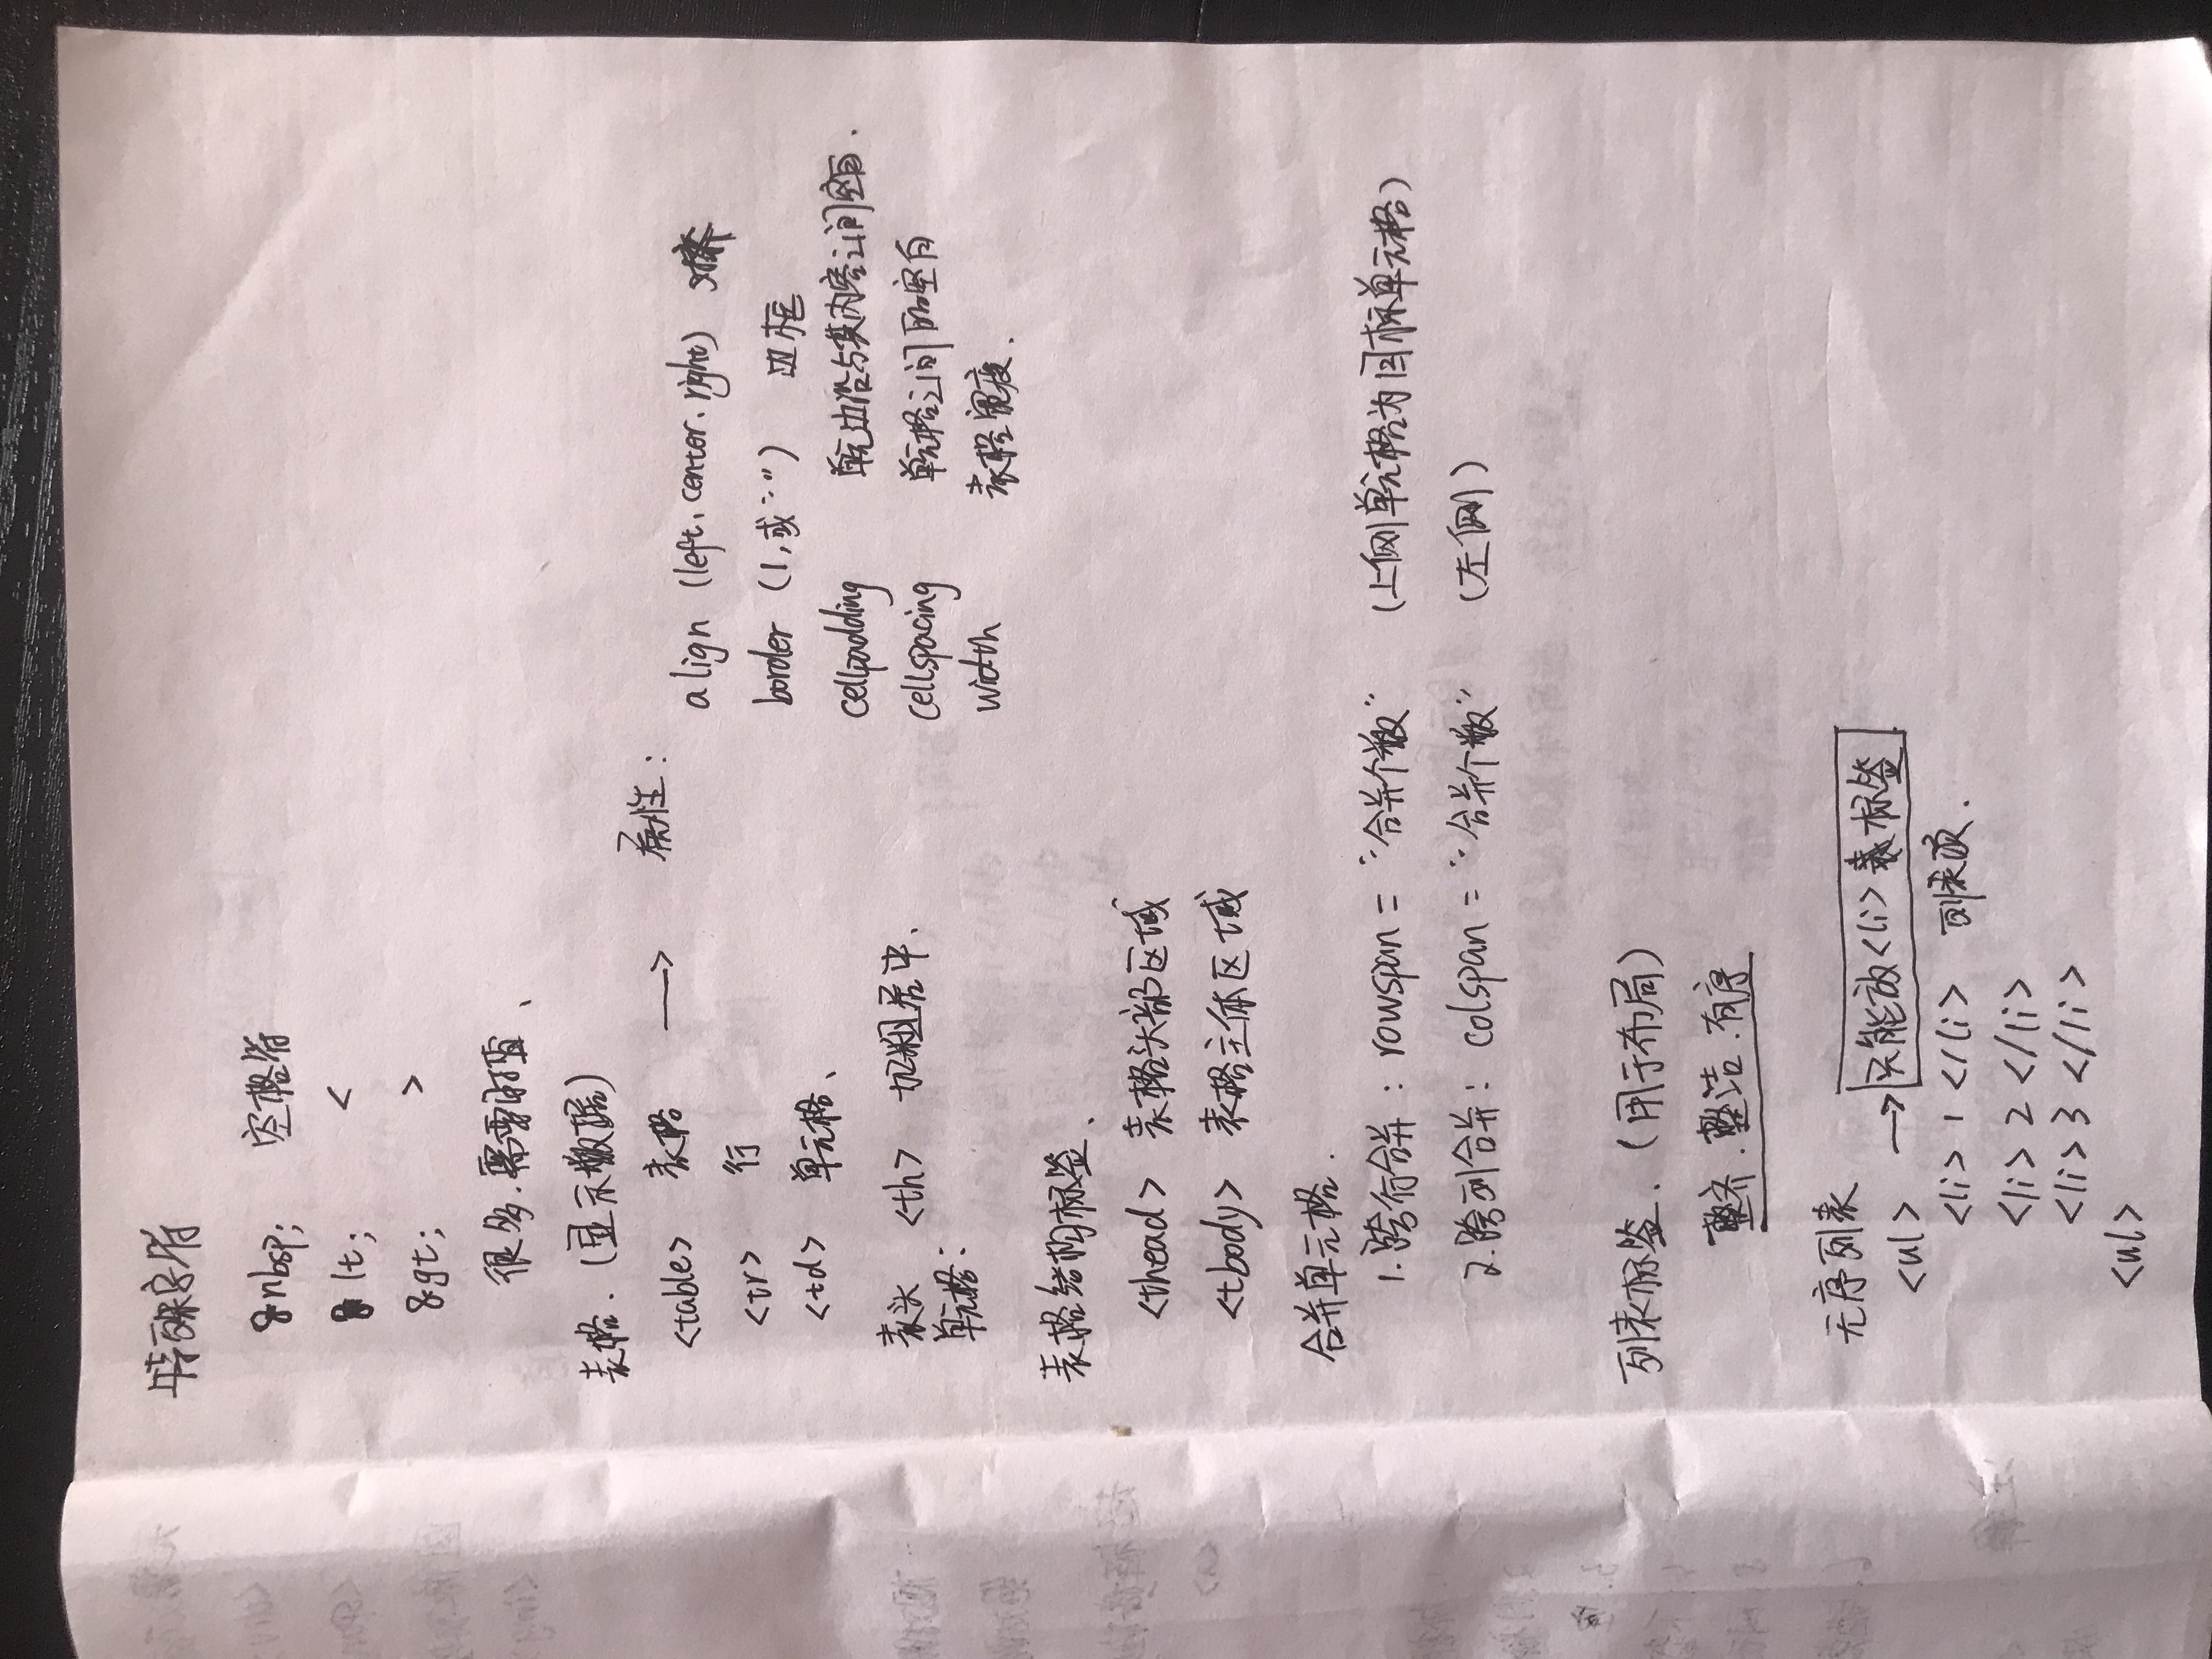 特殊字符
&nbsp; 空格符
&lt; <
&gt; >
很多.需要时查、
表格.(显示数据)
<table> 表格 → 属性:
<tr> 行
<td> 单元格、
表头 <th> 加粗居中、
单元格:
align (left、center、right) 对齐
border (1,或"") 边框
cellpadding 单元边沿与其内容之间空白.
cellspacing 单元格之间的空白
width 表格宽度.
表格结构标签、
<thead> 表格头部区域
<tbody> 表格主体区域
合并单元格.
1.跨行合并: rowspan = "合并个数" (上侧单元格为目标单元格)
2.跨列合并: colspan = "合并个数" (左侧)
列表标签.(用于布局)
整齐.整洁.有序
无序列表
<ul> → 只能放<li> 标签
<li> 1 </li> 列表项.
<li> 2 </li>
<li> 3 </li>
<ul>